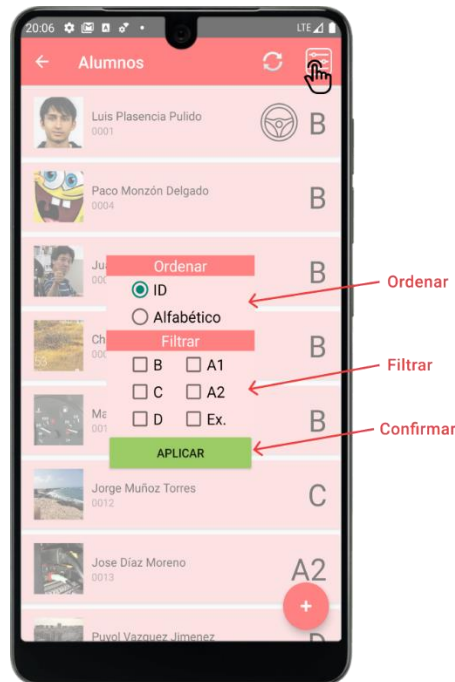 20:06 LTE
Alumnos
Luis Plasencia Pulido
0001
B
Paco Monzón Delgado
0004
B
B
Ordenar
ID
Alfabético
Filtrar
B A1
C A2
D Ex.
APLICAR
B
B
Jorge Muñoz Torres
0012
C
Jose Díaz Moreno
0013
A2
+
Puyol Vazquez Jimenez
D
Ordenar
Filtrar
Confirmar